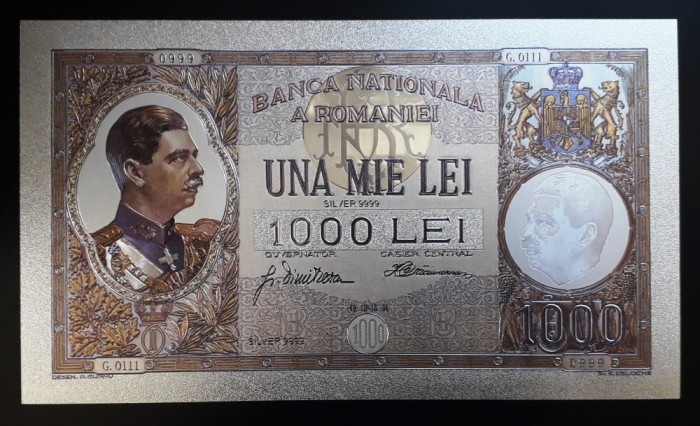 0999
G. 0111
BANCA NATIONALA
A ROMANIEI
UNA MIE LEI
SILVER 9999
1000 LEI
GUVERNATOR CASIER CENTRAL
SILVER 9999
1000
1000
G. 0111
0999